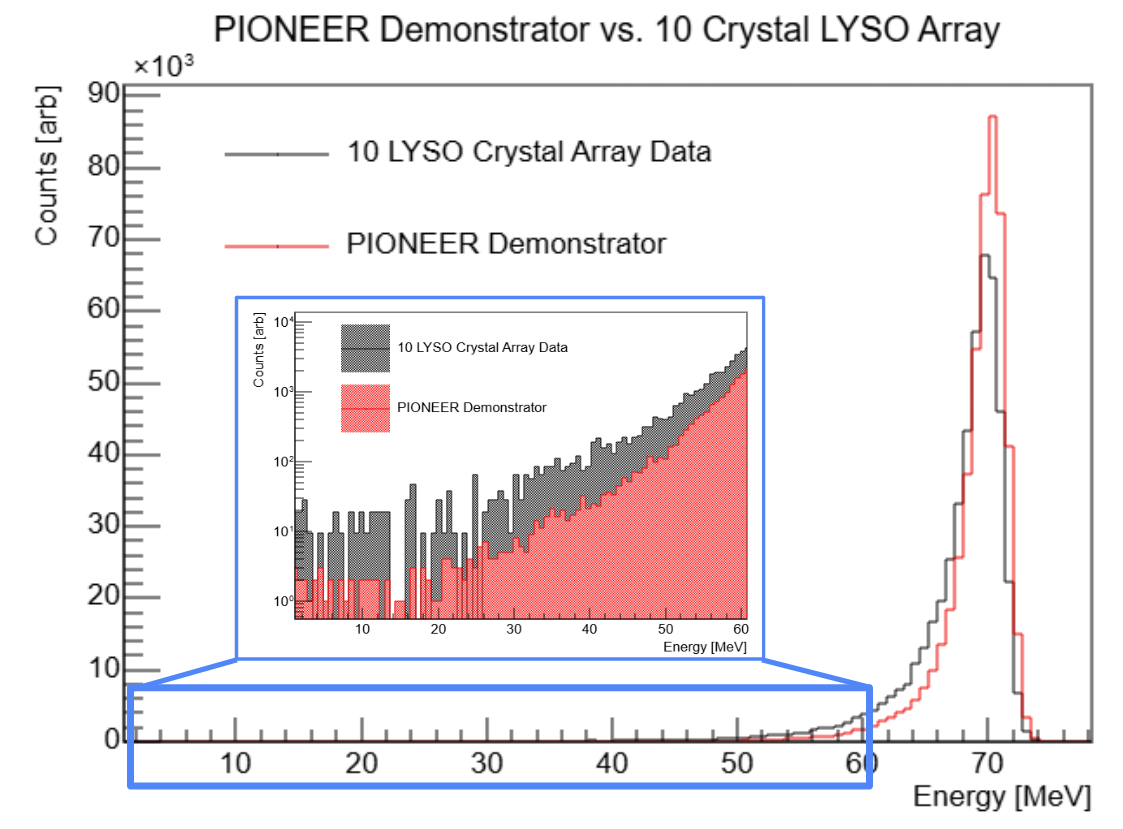 PIONEER Demonstrator vs. 10 Crystal LYSO Array
×10³
Counts [arb]
90
80
70
60
50
40
30
20
10
0
10 LYSO Crystal Array Data
PIONEER Demonstrator
Counts [arb]
10⁴
10³
10²
10¹
10⁰
10 LYSO Crystal Array Data
PIONEER Demonstrator
10 20 30 40 50 60
Energy [MeV]
10 20 30 40 50 60 70
Energy [MeV]